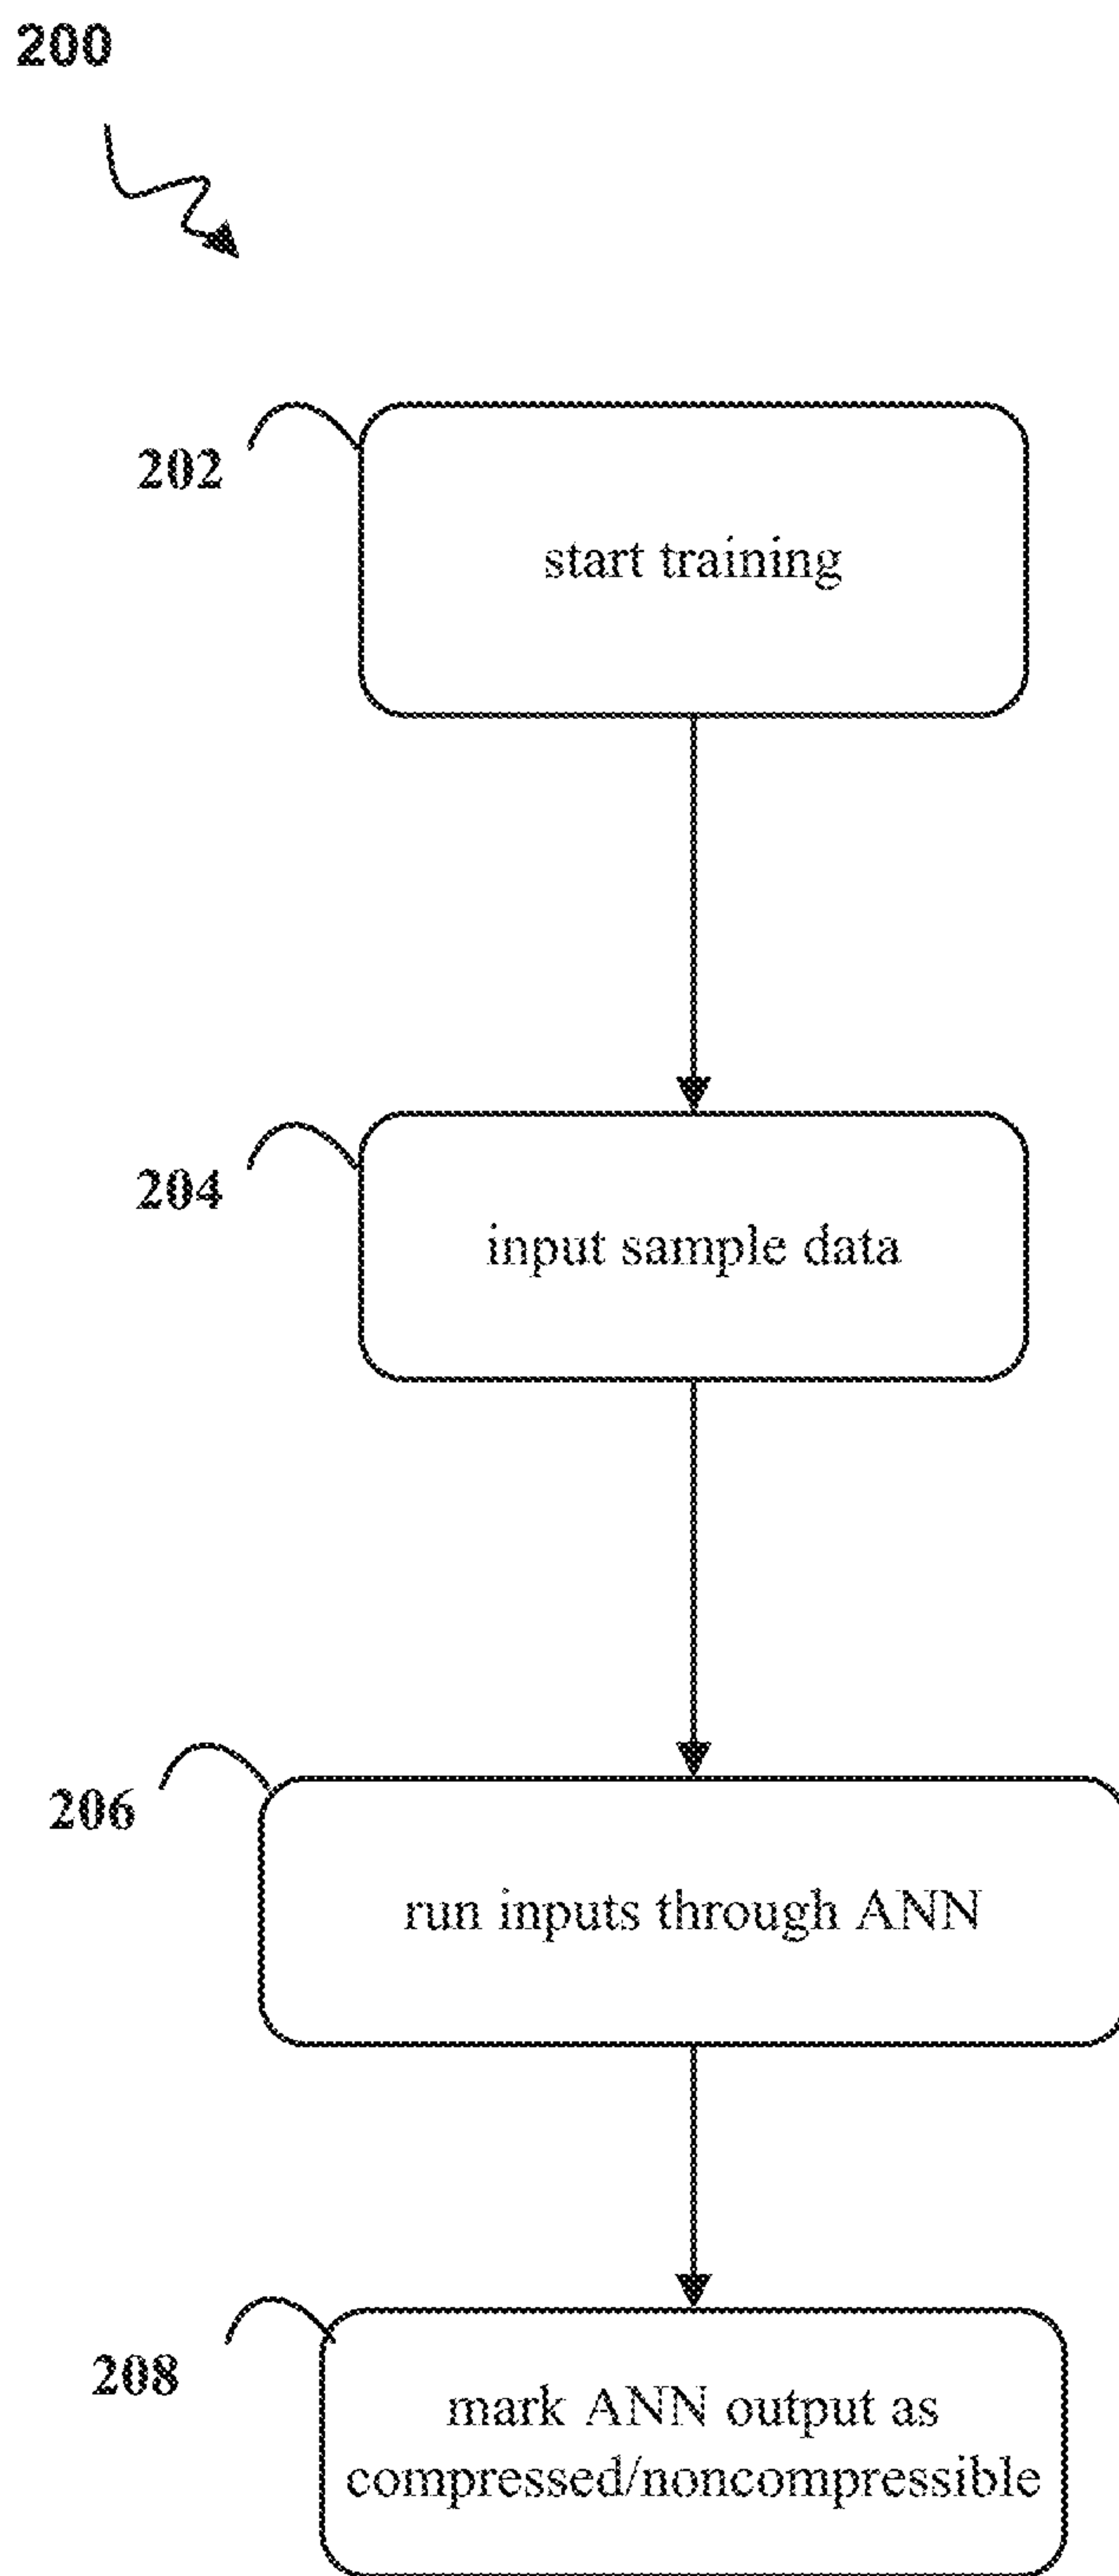 200
202
start training
204
input sample data
206
run inputs through ANN
208
mark ANN output as
compressed/noncompressible